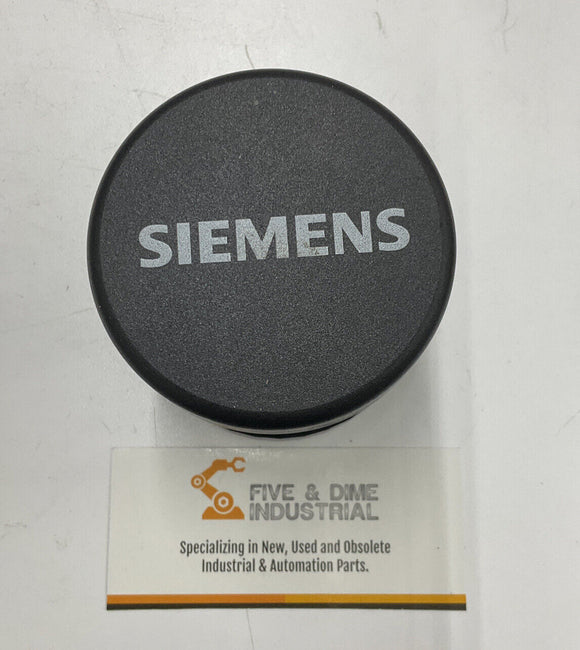 SIEMENS
FIVE & DIME
INDUSTRIAL
Specializing in New, Used and Obsolete
Industrial & Automation Parts.